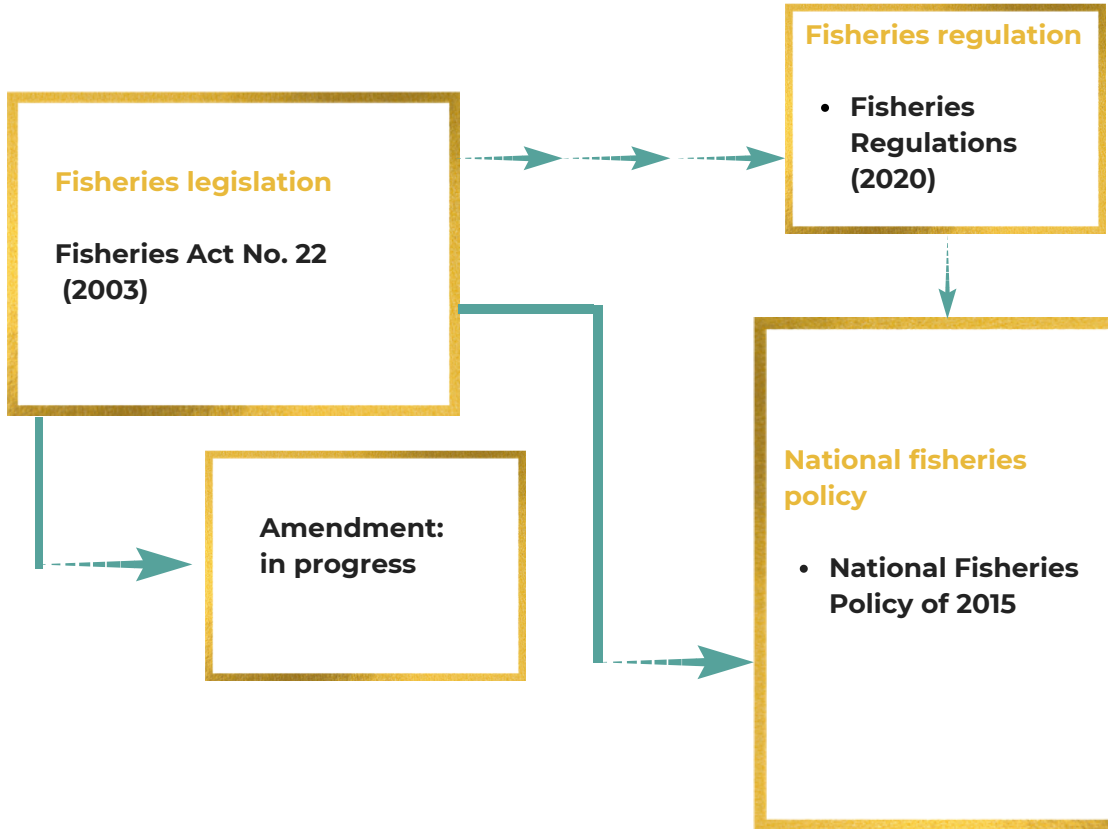 Fisheries regulation
• Fisheries
Regulations
(2020)
Fisheries legislation
Fisheries Act No. 22
(2003)
Amendment:
in progress
National fisheries
policy
• National Fisheries
Policy of 2015